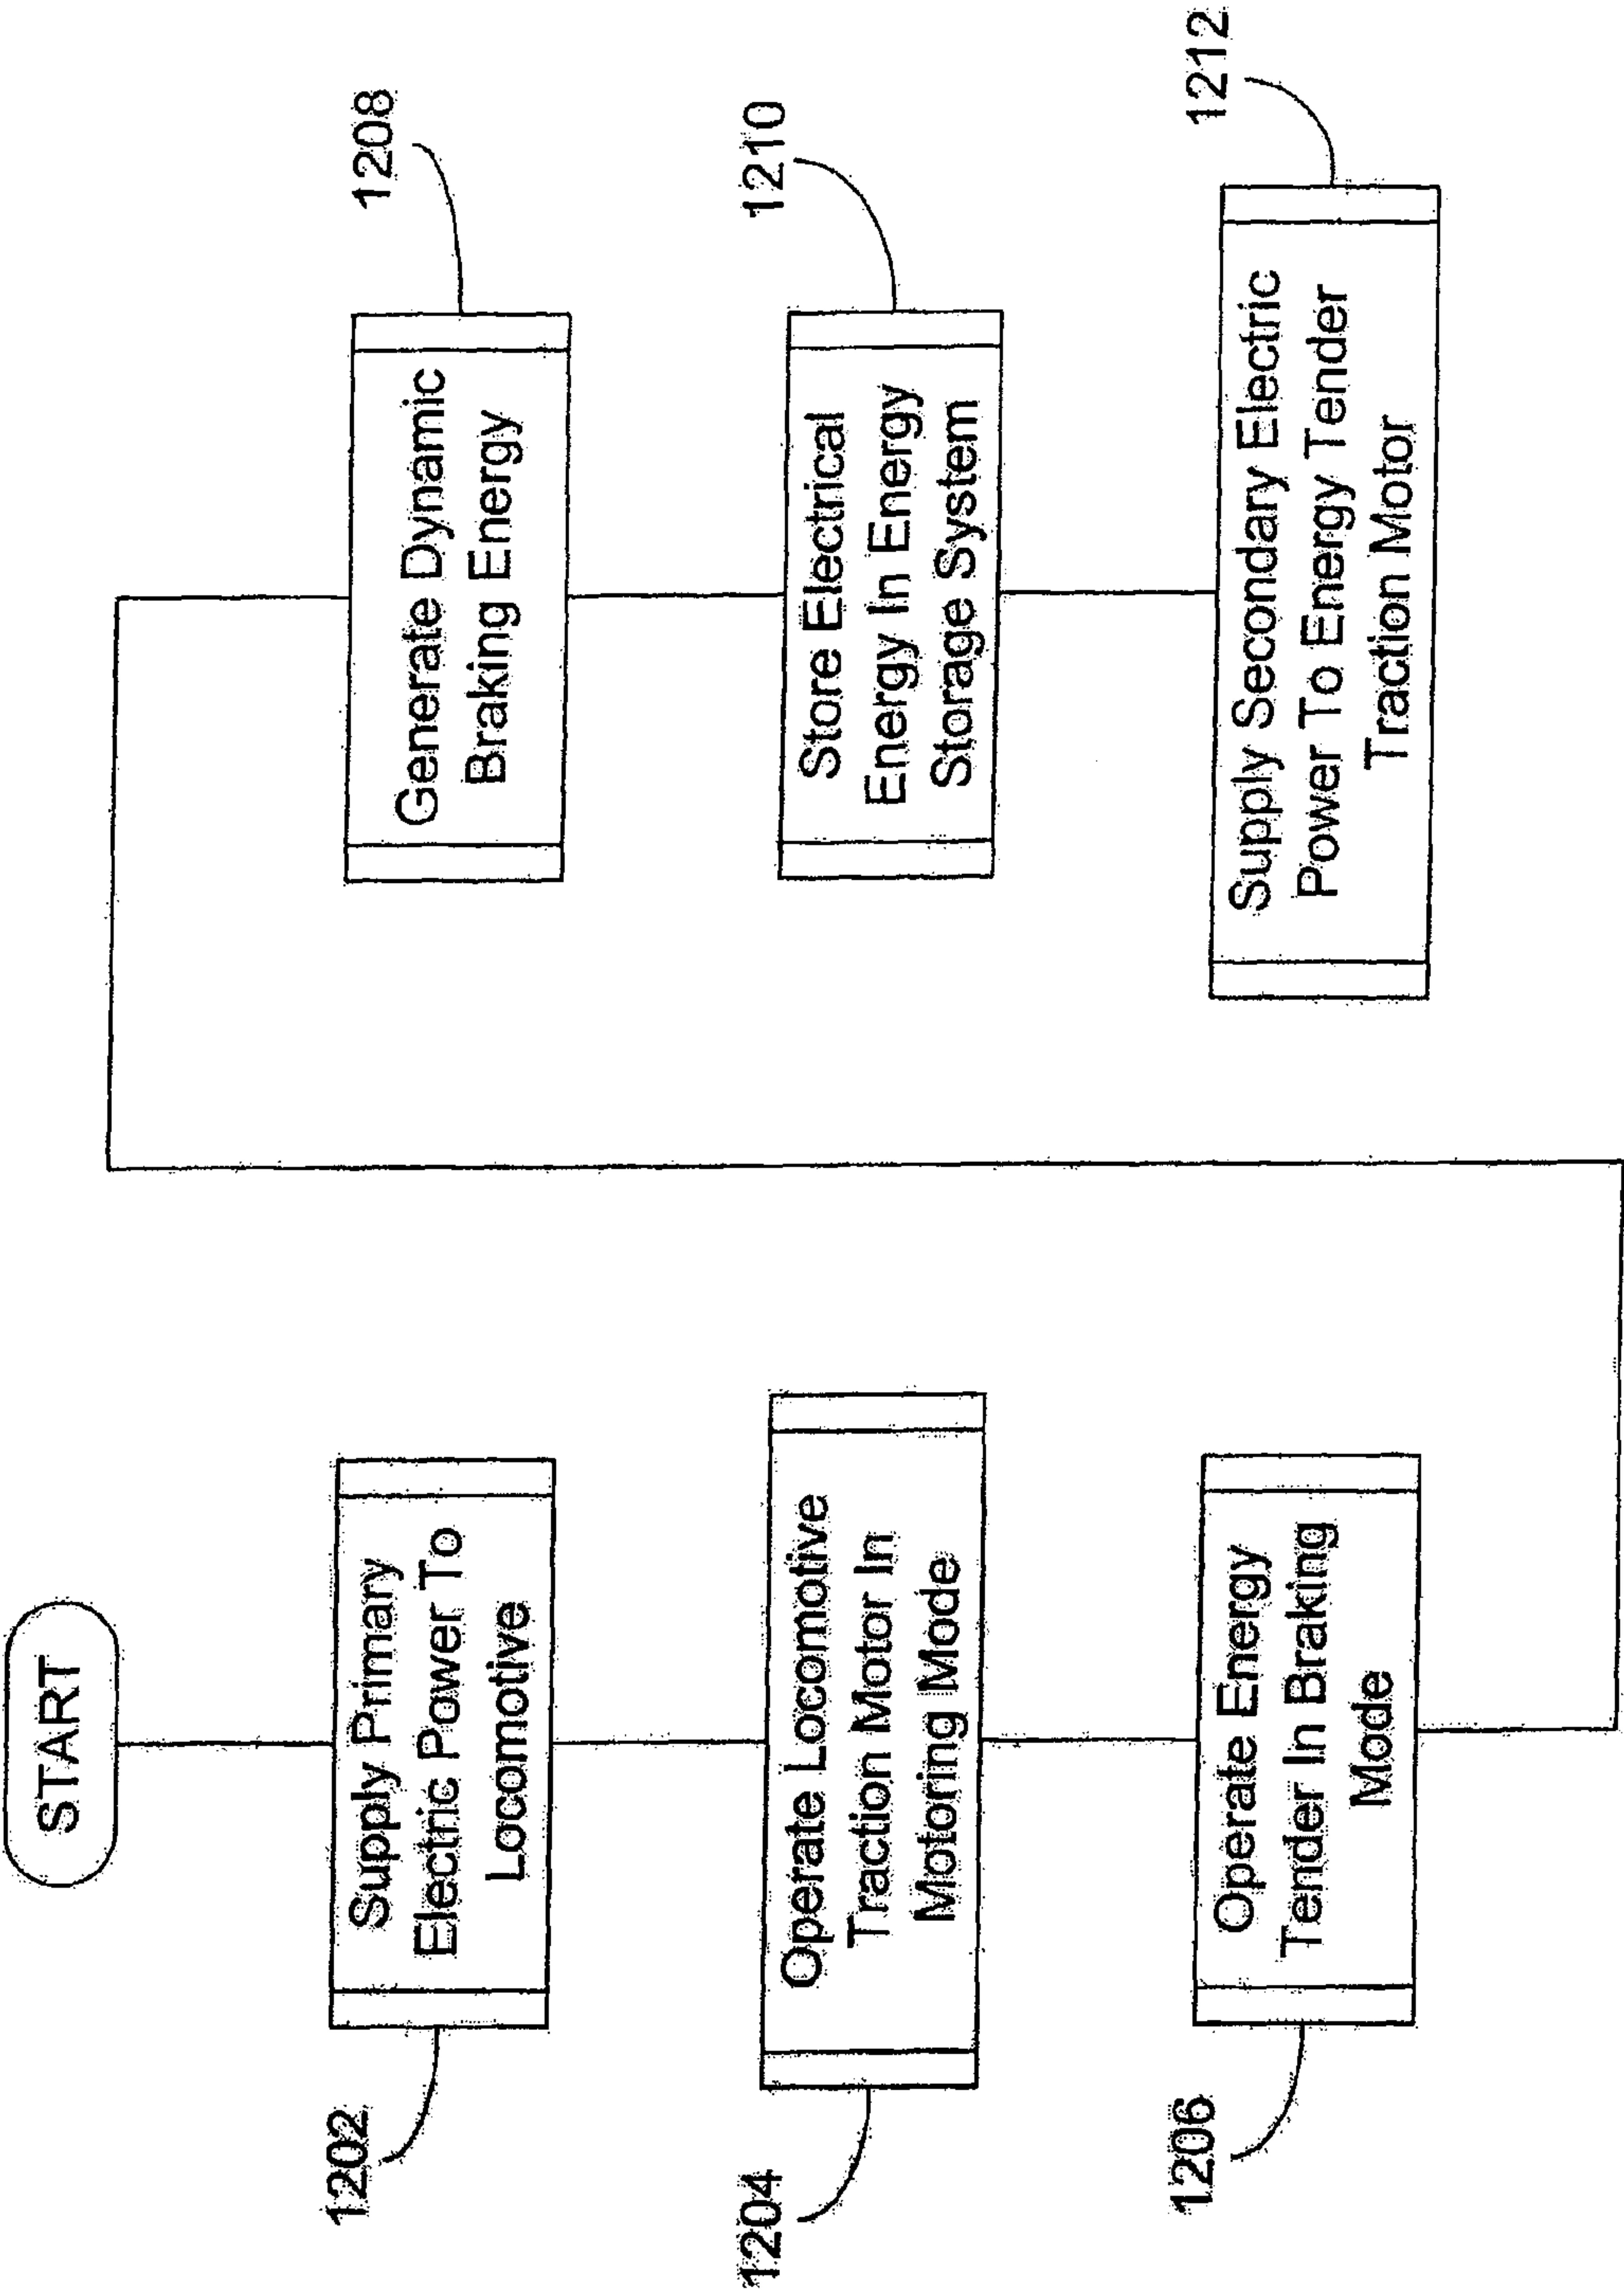 START
1202
Supply Primary
Electric Power To
Locomotive
1204
Operate Locomotive
Traction Motor In
Motoring Mode
1206
Operate Energy
Tender In Braking
Mode
1208
Generate Dynamic
Braking Energy
1210
Store Electrical
Energy In Energy
Storage System
1212
Supply Secondary Electric
Power To Energy Tender
Traction Motor